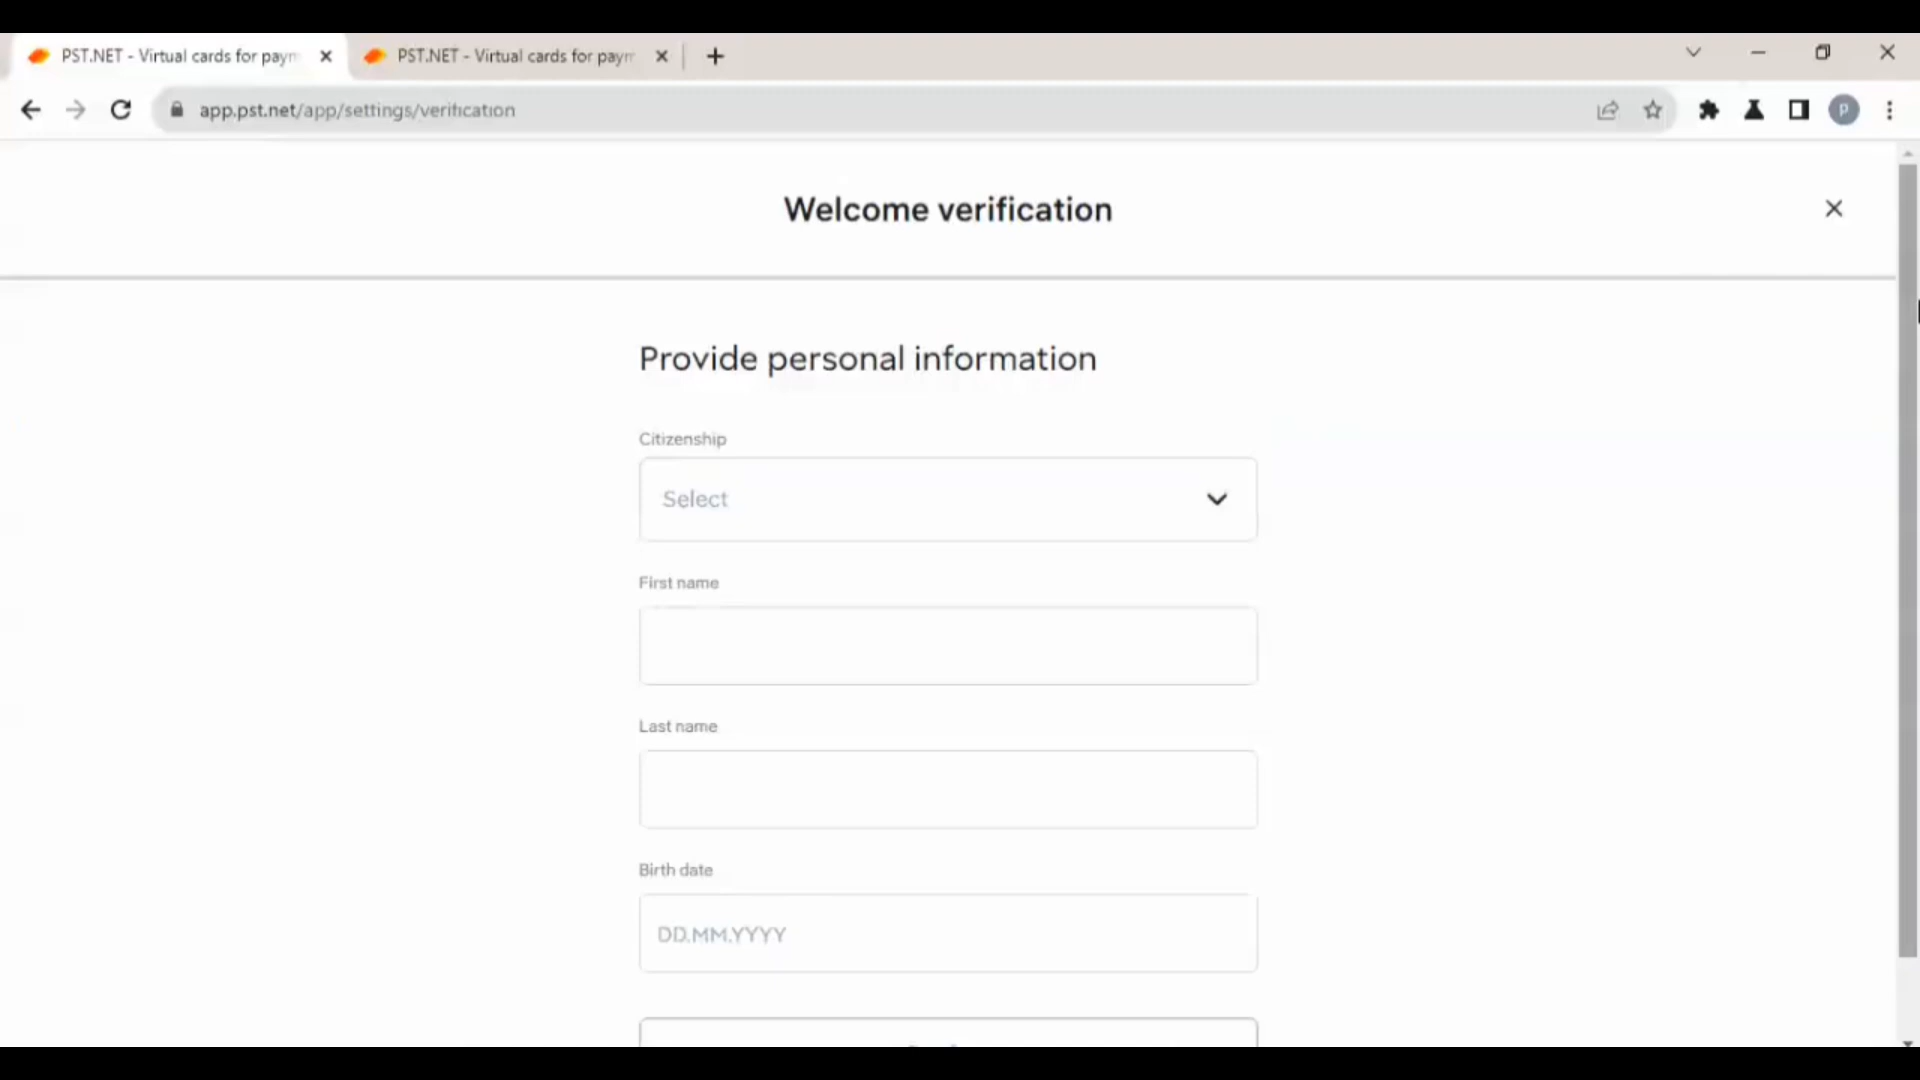 PST.NET - Virtual cards for paym
PST.NET - Virtual cards for paym
app.pst.net/app/settings/verification
P
Welcome verification
Provide personal information
Citizenship
Select
First name
Last name
Birth date
DD.MM.YYYY